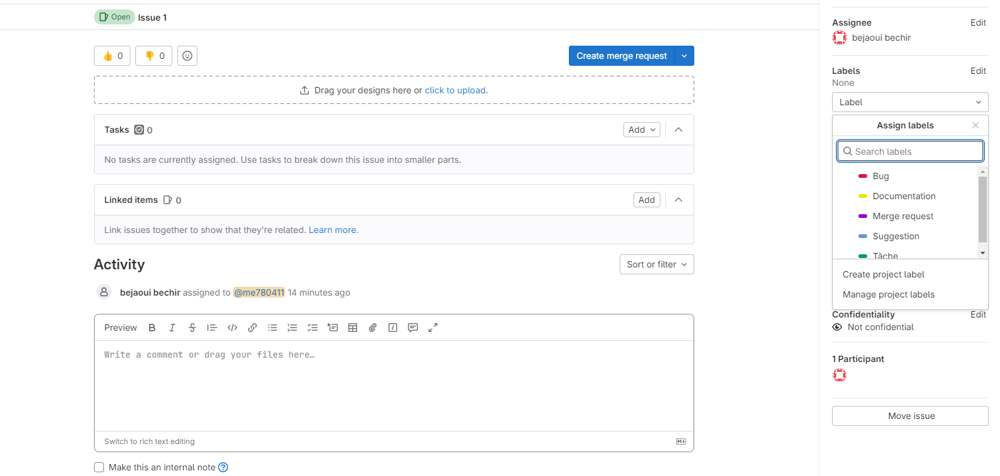 Open Issue 1
0 0
Create merge request
Drag your designs here or click to upload.
Tasks 0
Add
No tasks are currently assigned. Use tasks to break down this issue into smaller parts.
Linked items 0
Add
Link issues together to show that they're related. Learn more.
Activity
Sort or filter
bejaoui bechir assigned to @me780411 14 minutes ago
Preview
Write a comment or drag your files here…
Switch to rich text editing
Make this an internal note
Assignee Edit
bejaoui bechir
Labels Edit
None
Label
Assign labels
Search labels
Bug
Documentation
Merge request
Suggestion
Tâche
Create project label
Manage project labels
Confidentiality Edit
Not confidential
1 Participant
Move issue